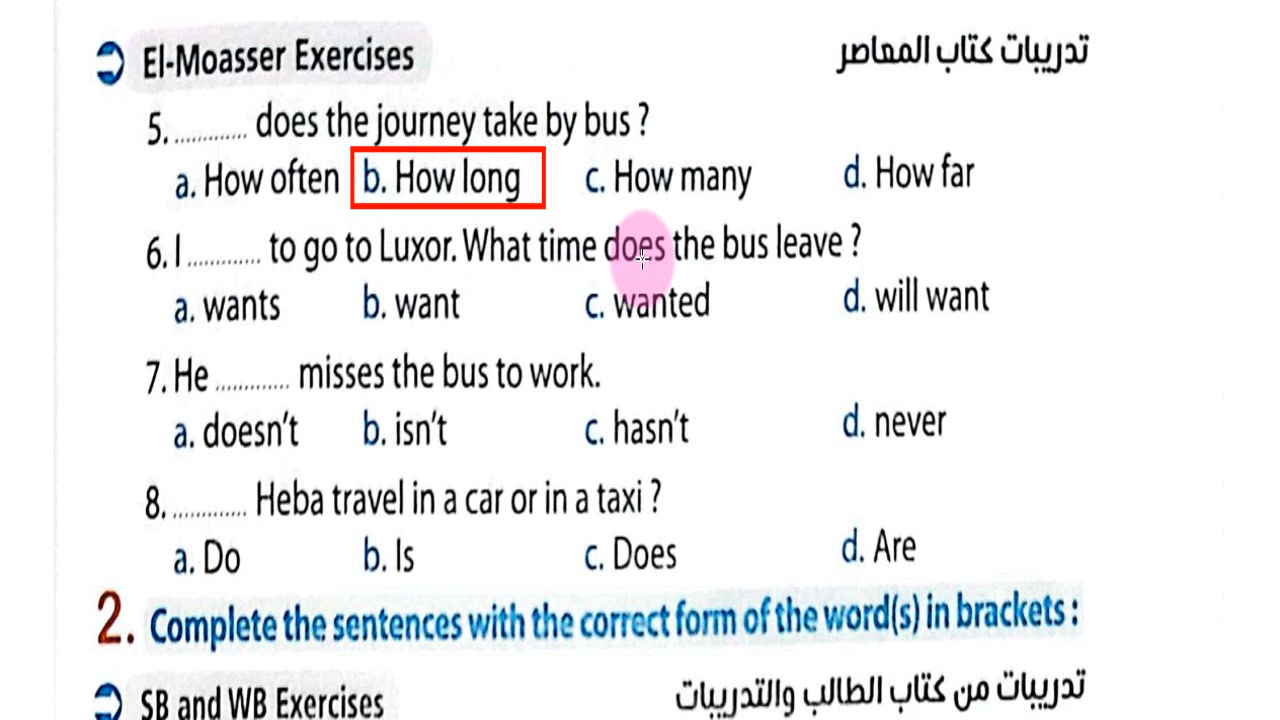 El-Moasser Exercises تدريبات كتاب المعاصر
5. ............ does the journey take by bus ?
a. How often b. How long c. How many d. How far
6. I ............ to go to Luxor. What time does the bus leave ?
a. wants b. want c. wanted d. will want
7. He ............ misses the bus to work.
a. doesn't b. isn't c. hasn't d. never
8. ............ Heba travel in a car or in a taxi ?
a. Do b. Is c. Does d. Are
2. Complete the sentences with the correct form of the word(s) in brackets :
SB and WB Exercises تدريبات من كتاب الطالب والتدريبات